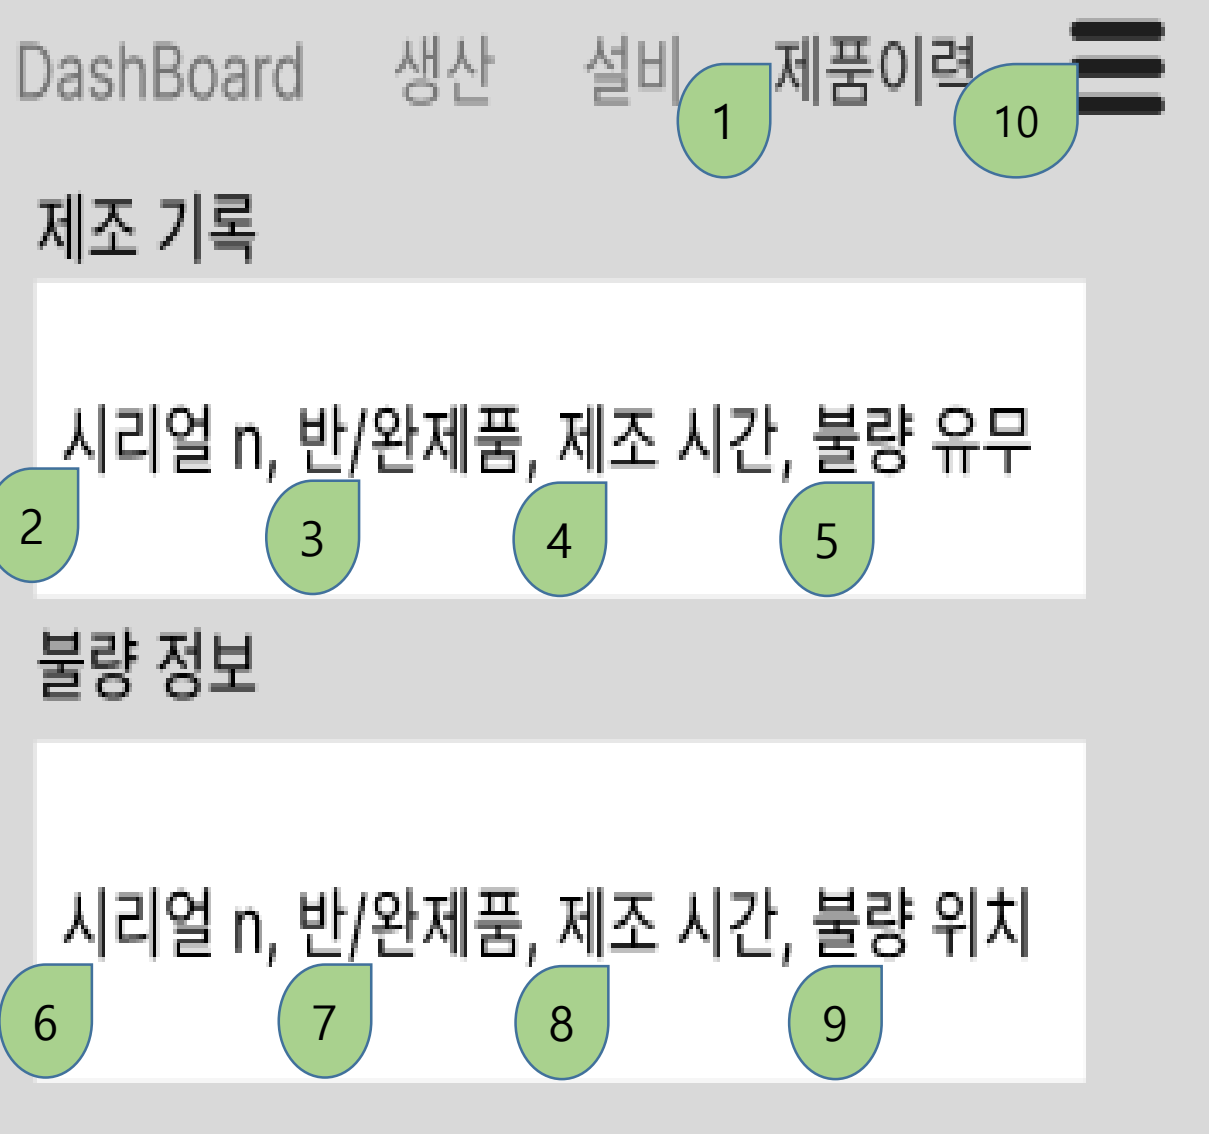 DashBoard 생산 설비 제품이력
1 10
제조 기록
시리얼 n, 반/완제품, 제조 시간, 불량 유무
2 3 4 5
불량 정보
시리얼 n, 반/완제품, 제조 시간, 불량 위치
6 7 8 9